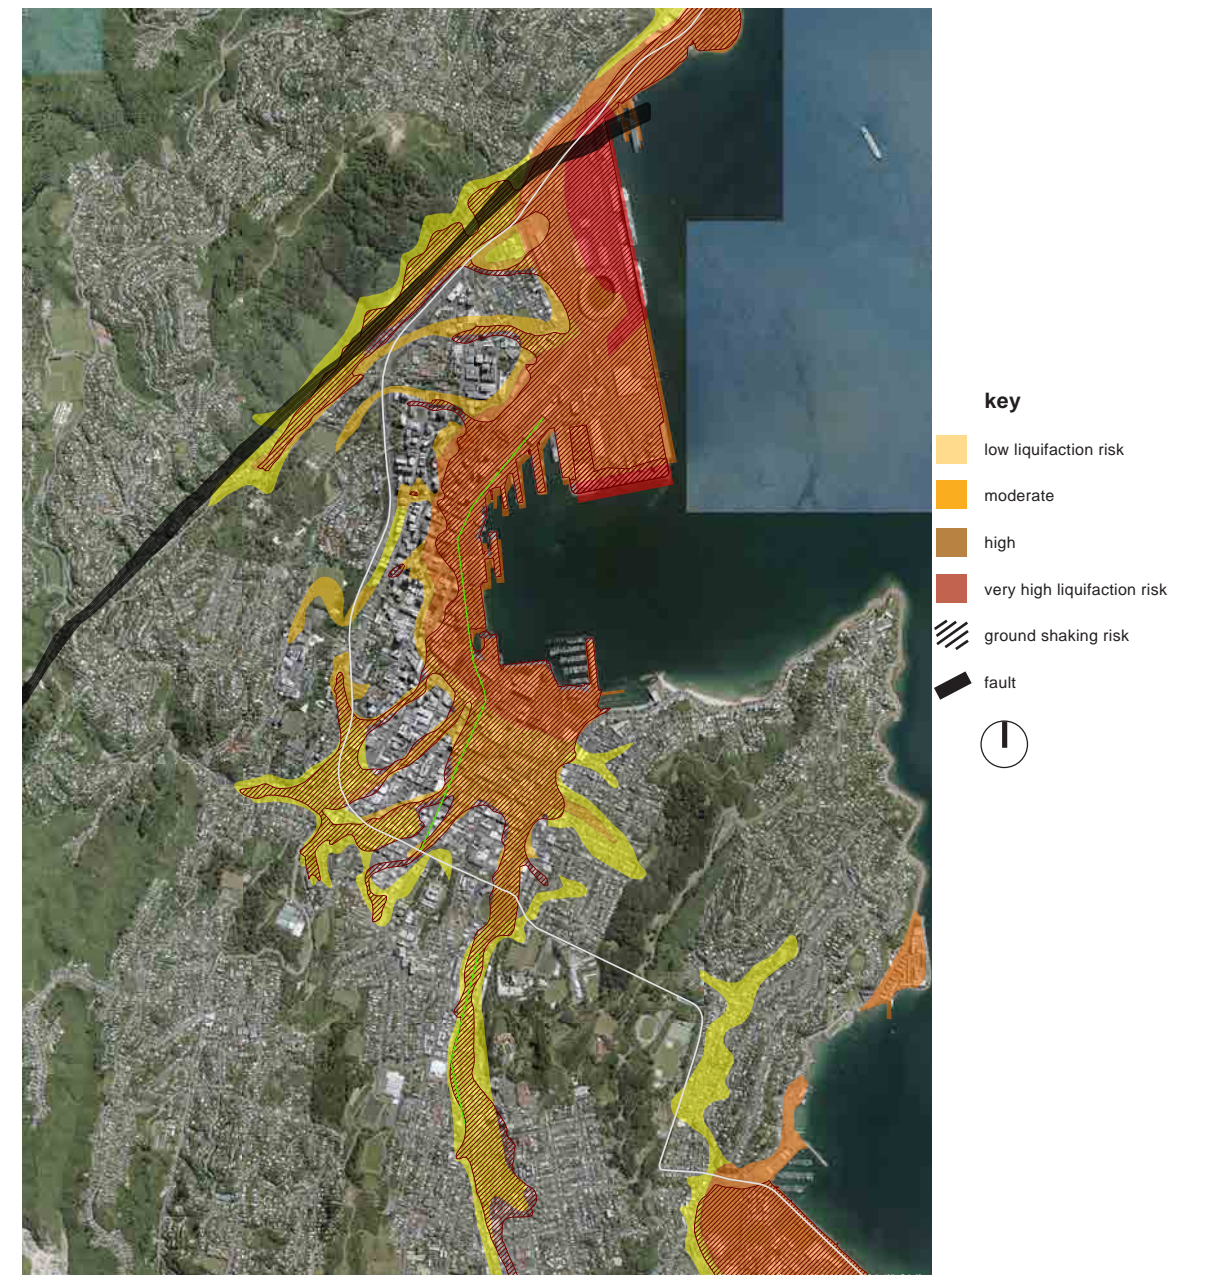 key
low liquifaction risk
moderate
high
very high liquifaction risk
ground shaking risk
fault